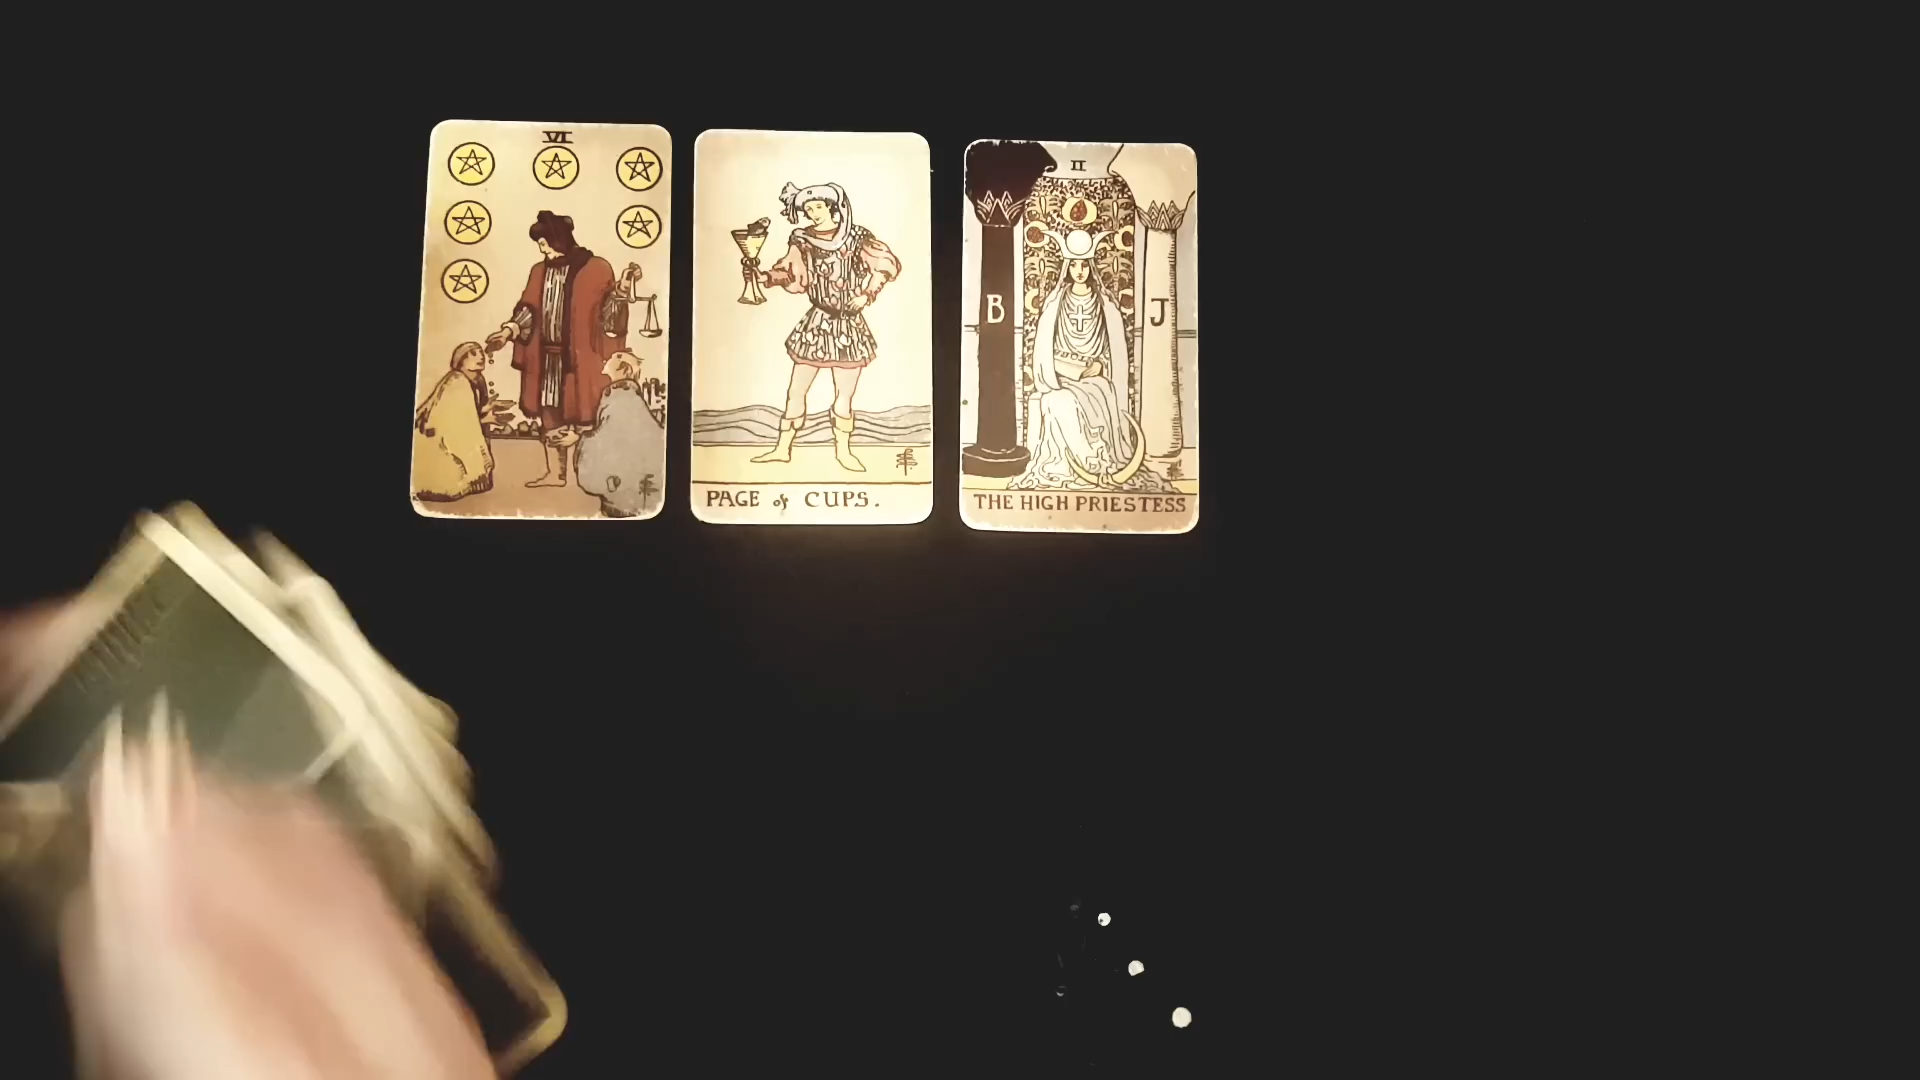 VI
PAGE of CUPS.
II
B
J
THE HIGH PRIESTESS